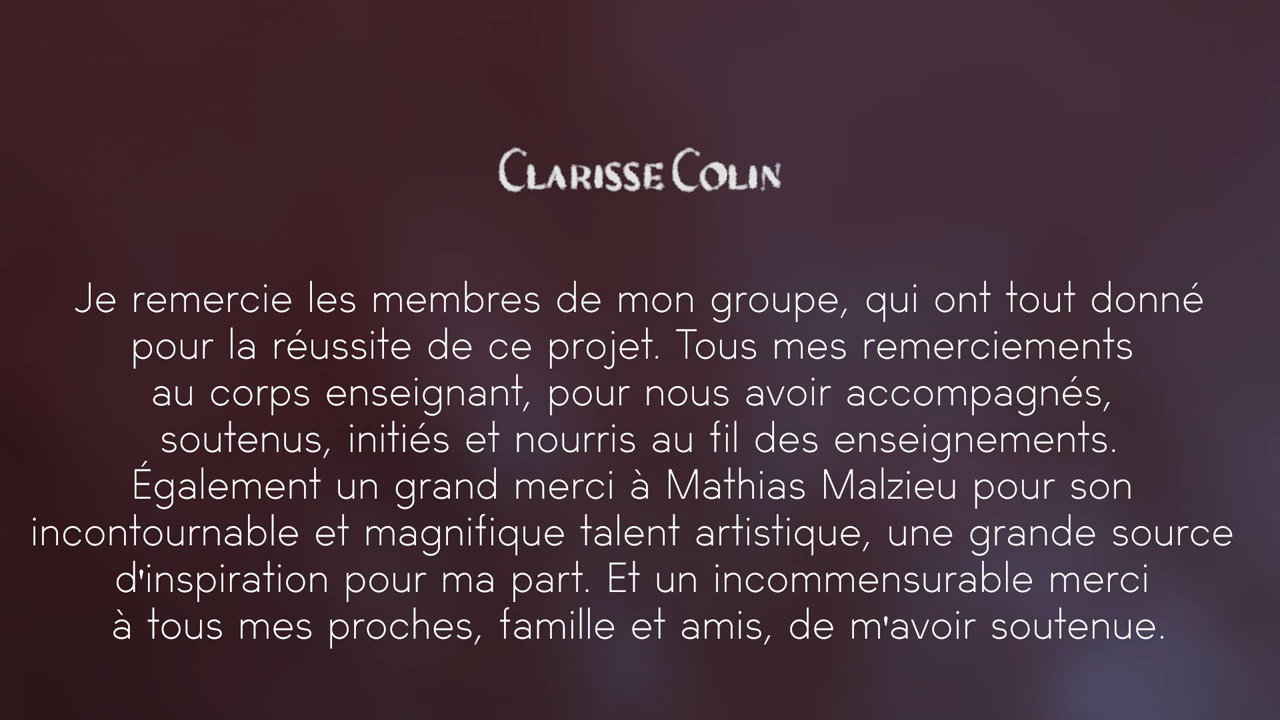 Clarisse Colin
Je remercie les membres de mon groupe, qui ont tout donné
pour la réussite de ce projet. Tous mes remerciements
au corps enseignant, pour nous avoir accompagnés,
soutenus, initiés et nourris au fil des enseignements.
Également un grand merci à Mathias Malzieu pour son
incontournable et magnifique talent artistique, une grande source
d'inspiration pour ma part. Et un incommensurable merci
à tous mes proches, famille et amis, de m'avoir soutenue.